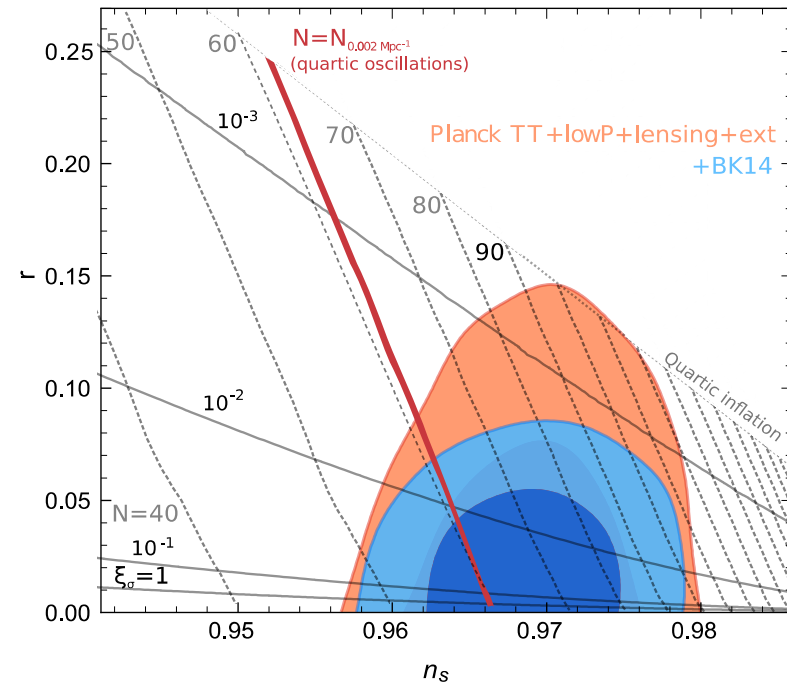 0.25
0.20
0.15
0.10
0.05
0.00
r
50
60
N=N0.002 Mpc-1
(quartic oscillations)
10-3
70
Planck TT+lowP+lensing+ext
+BK14
80
90
Quartic inflation
10-2
N=40
10-1
ξσ=1
0.95
0.96
0.97
0.98
ns